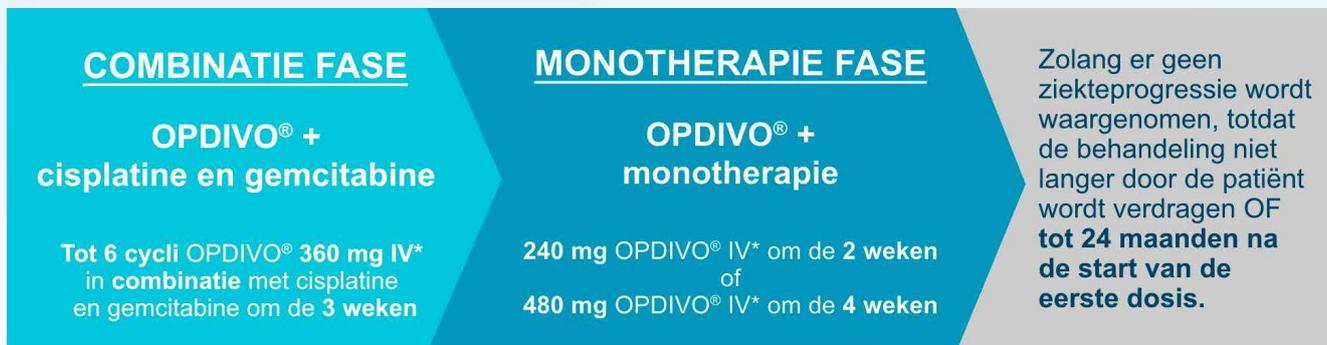 COMBINATIE FASE
OPDIVO® +
cisplatine en gemcitabine
Tot 6 cycli OPDIVO® 360 mg IV*
in combinatie met cisplatine
en gemcitabine om de 3 weken
MONOTHERAPIE FASE
OPDIVO® +
monotherapie
240 mg OPDIVO® IV* om de 2 weken
of
480 mg OPDIVO® IV* om de 4 weken
Zolang er geen
ziekteprogressie wordt
waargenomen, totdat
de behandeling niet
langer door de patiënt
wordt verdragen OF
tot 24 maanden na
de start van de
eerste dosis.